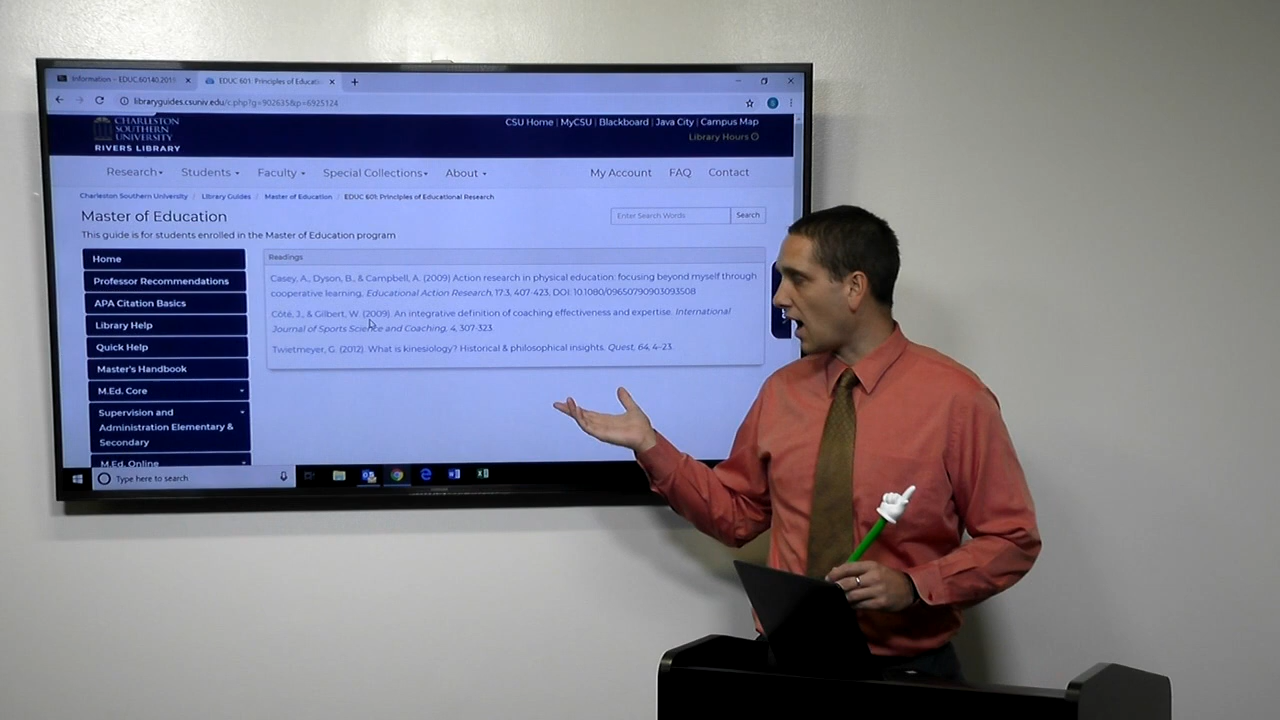 Information – EDUC.60140.2019
EDUC 601: Principles of Educatio
libraryguides.csuniv.edu/c.php?g=902635&p=6925124
CHARLESTON
SOUTHERN
UNIVERSITY
RIVERS LIBRARY
CSU Home | MyCSU | Blackboard | Java City | Campus Map
Library Hours
Research Students Faculty Special Collections About My Account FAQ Contact
Charleston Southern University / Library Guides / Master of Education / EDUC 601: Principles of Educational Research
Master of Education
Enter Search Words Search
This guide is for students enrolled in the Master of Education program
Home
Professor Recommendations
APA Citation Basics
Library Help
Quick Help
Master's Handbook
M.Ed. Core
Supervision and
Administration Elementary &
Secondary
M.Ed. Online
Readings
Casey, A., Dyson, B., & Campbell, A. (2009) Action research in physical education: focusing beyond myself through
cooperative learning. Educational Action Research, 17:3, 407-423, DOI: 10.1080/09650790903093508
Côté, J., & Gilbert, W. (2009). An integrative definition of coaching effectiveness and expertise. International
Journal of Sports Science and Coaching, 4, 307-323.
Twietmeyer, G. (2012). What is kinesiology? Historical & philosophical insights. Quest, 64, 4-23.
Type here to search